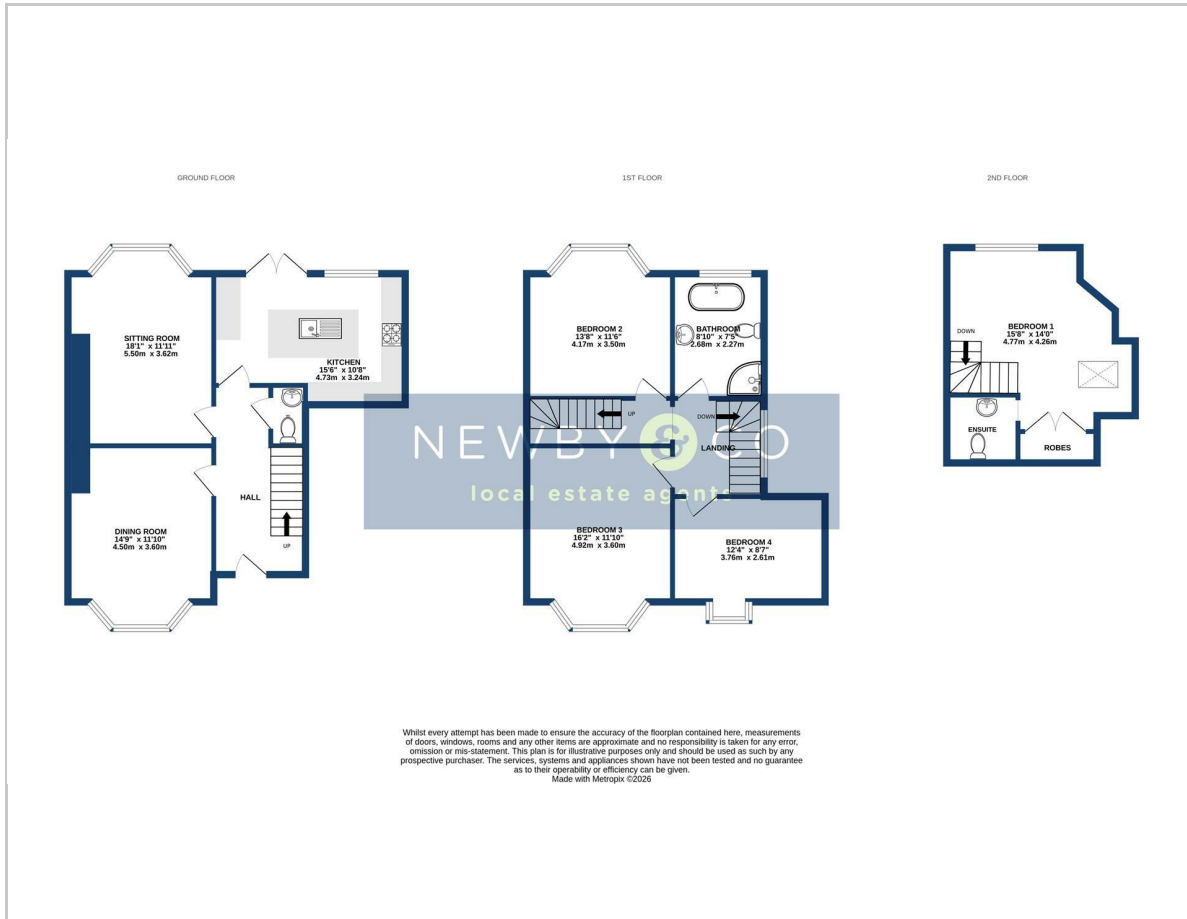 GROUND FLOOR
1ST FLOOR
2ND FLOOR
SITTING ROOM
18'1" x 11'11"
5.50m x 3.62m
KITCHEN
15'6" x 10'8"
4.73m x 3.24m
HALL
UP
DINING ROOM
14'9" x 11'10"
4.50m x 3.60m
BEDROOM 2
13'8" x 11'6"
4.17m x 3.50m
BATHROOM
8'10" x 7'5"
2.68m x 2.27m
UP
DOWN
LANDING
BEDROOM 3
16'2" x 11'10"
4.92m x 3.60m
BEDROOM 4
12'4" x 8'7"
3.76m x 2.61m
DOWN
BEDROOM 1
15'8" x 14'0"
4.77m x 4.26m
ENSUITE
ROBES
NEWBY & CO
local estate agents
Whilst every attempt has been made to ensure the accuracy of the floorplan contained here, measurements
of doors, windows, rooms and any other items are approximate and no responsibility is taken for any error,
omission or mis-statement. This plan is for illustrative purposes only and should be used as such by any
prospective purchaser. The services, systems and appliances shown have not been tested and no guarantee
as to their operability or efficiency can be given.
Made with Metropix ©2026